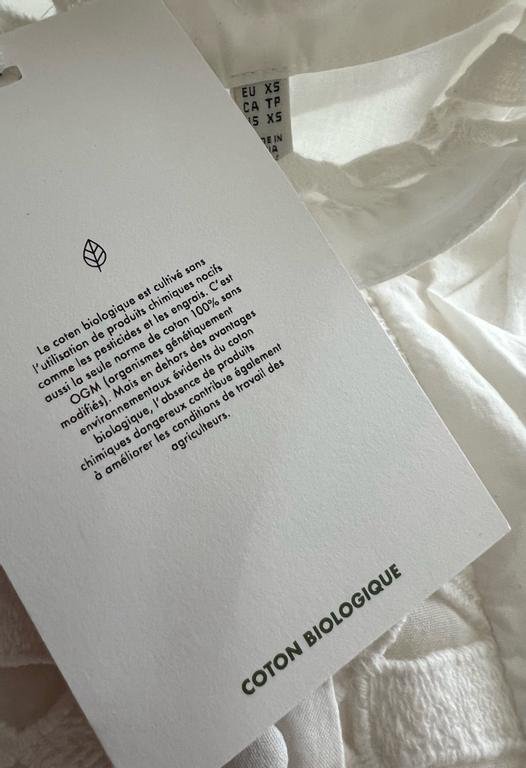 EU XS
CA TP
XS
Le coten biologique est cultivé sans
l'utilisation de produits chimiques nocifs
comme les pesticides et les engrais. C'est
aussi la seule norme de coton 100% sans
OGM (organismes génétiquement
modifiés). Mais en dehors des avantages
environnementaux évidents du coton
biologique, l'absence de produits
chimiques dangereux contribue également
à améliorer les conditions de travail des
agriculteurs.
COTON BIOLOGIQUE